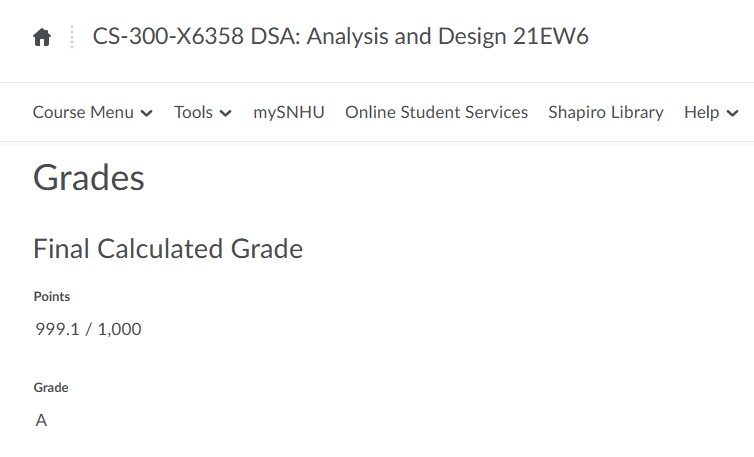 CS-300-X6358 DSA: Analysis and Design 21EW6
Course Menu Tools mySNHU Online Student Services Shapiro Library Help
Grades
Final Calculated Grade
Points
999.1 / 1,000
Grade
A